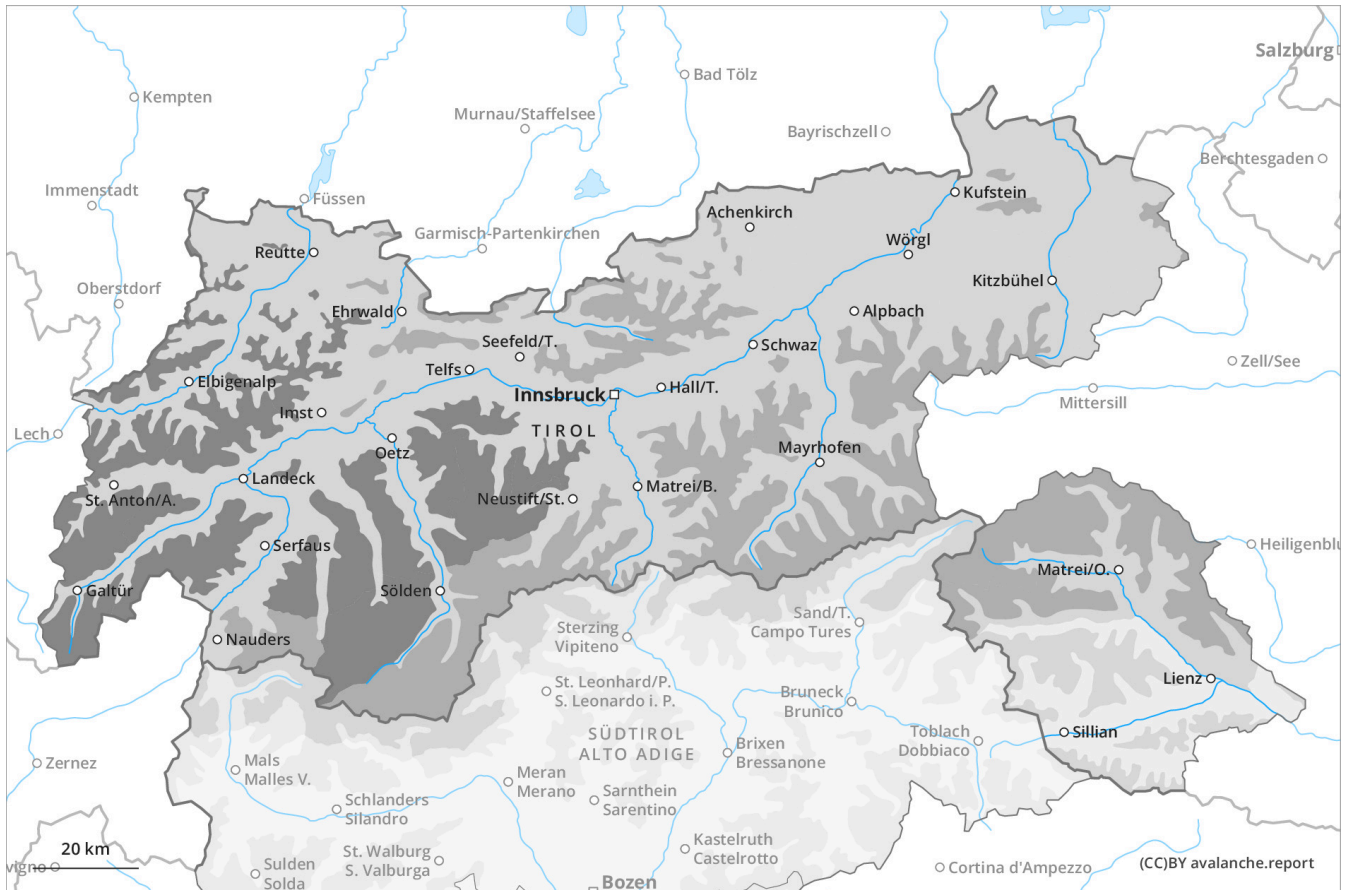 Salzburg
Bad Tölz
Kempten
Murnau/Staffelsee
Bayrischzell
Berchtesgaden
Immenstadt
Füssen
Kufstein
Achenkirch
Garmisch-Partenkirchen
Wörgl
Reutte
Kitzbühel
Oberstdorf
Ehrwald
Alpbach
Seefeld/T.
Schwaz
Zell/See
Telfs
Elbigenalp
Hall/T.
Innsbruck
Mittersill
Imst
Lech
TIROL
Oetz
Mayrhofen
Landeck
St. Anton/A.
Neustift/St.
Matrei/B.
Serfaus
Heiligenblu
Matrei/O.
Galtür
Sölden
Sand/T.
Campo Tures
Nauders
Sterzing
Vipiteno
Lienz
St. Leonhard/P.
S. Leonardo i. P.
Bruneck
Brunico
SÜDTIROL
ALTO ADIGE
Sillian
Toblach
Dobbiaco
Brixen
Bressanone
Zernez
Mals
Malles V.
Meran
Merano
Sarnthein
Sarentino
Schlanders
Silandro
Kastelruth
Castelrotto
20 km
St. Walburg
S. Valburga
vigno
Sulden
Solda
Cortina d'Ampezzo
(CC)BY avalanche.report
Bozen